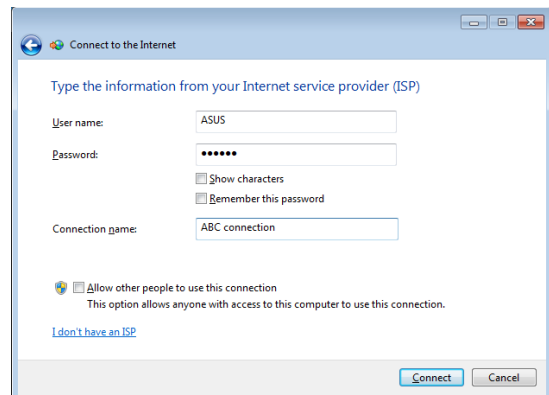 Connect to the Internet
Type the information from your Internet service provider (ISP)
User name: ASUS
Password: ••••••
Show characters
Remember this password
Connection name: ABC connection
Allow other people to use this connection
This option allows anyone with access to this computer to use this connection.
I don't have an ISP
Connect Cancel